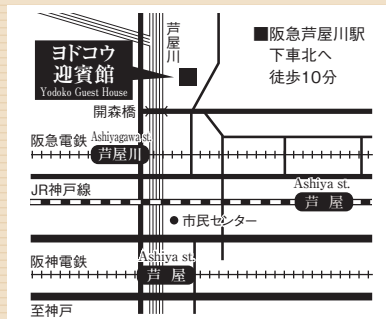 ヨドコウ
迎賓館
Yodoko Guest House
芦屋川
■阪急芦屋川駅
下車北へ
徒歩10分
開森橋
阪急電鉄
Ashiyagawa st.
芦屋川
JR神戸線
Ashiya st.
芦屋
●市民センター
阪神電鉄
Ashiya st.
芦屋
至神戸